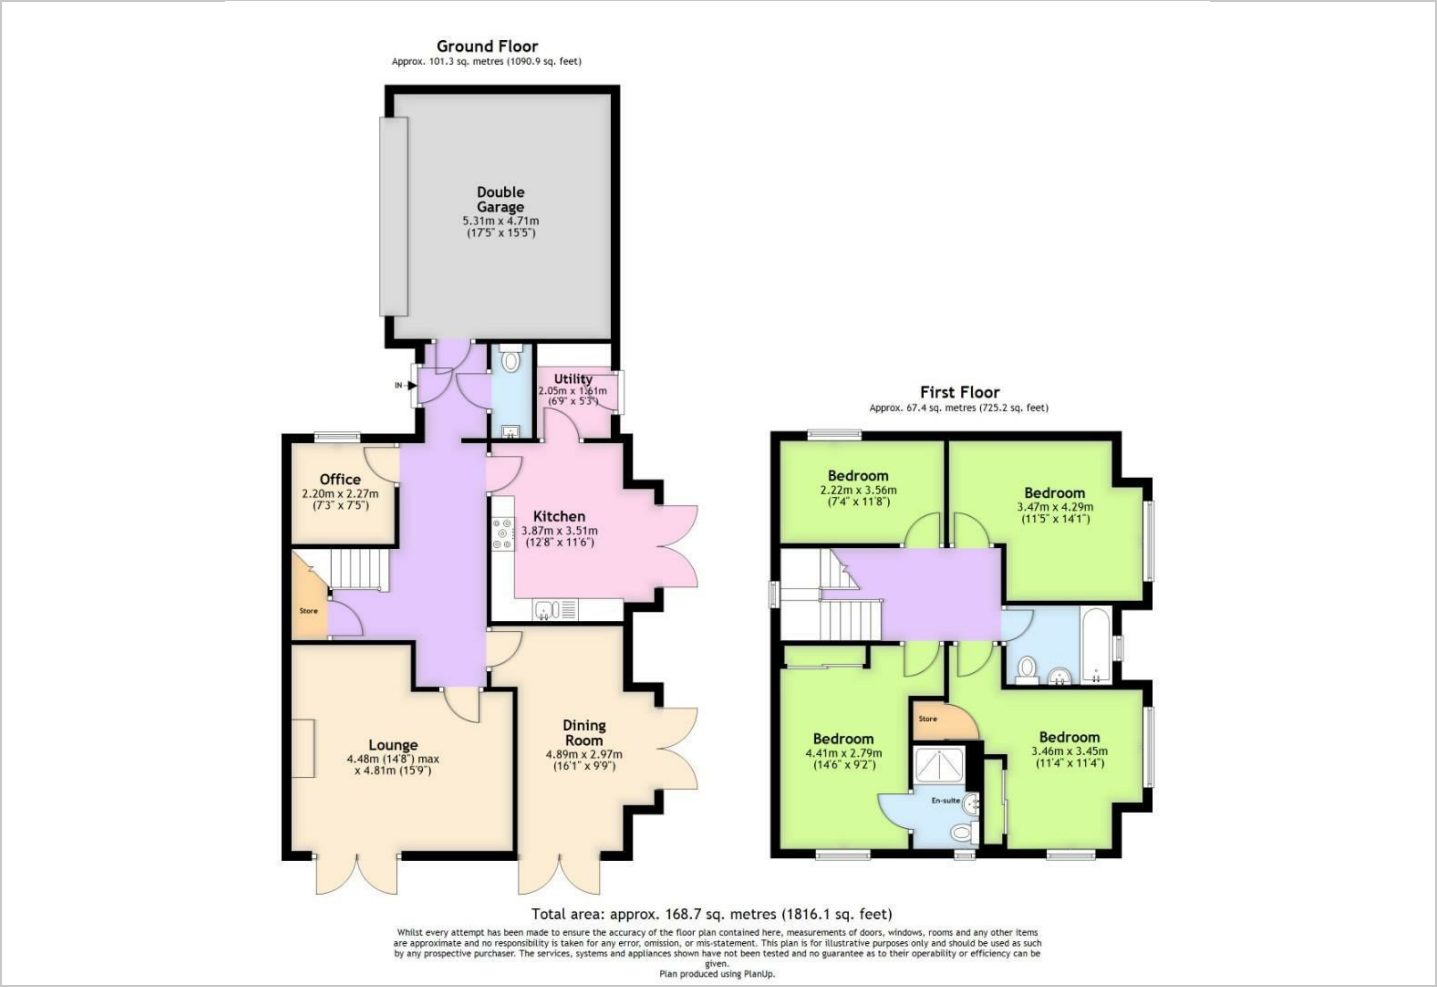 Ground Floor
Approx. 101.3 sq. metres (1090.9 sq. feet)
Double
Garage
5.31m x 4.71m
(17'5" x 15'5")
IN
Utility
2.05m x 1.61m
(6'9" x 5'3")
Office
2.20m x 2.27m
(7'3" x 7'5")
Kitchen
3.87m x 3.51m
(12'8" x 11'6")
Store
Lounge
4.48m (14'8") max
x 4.81m (15'9")
Dining
Room
4.89m x 2.97m
(16'1" x 9'9")
First Floor
Approx. 67.4 sq. metres (725.2 sq. feet)
Bedroom
2.22m x 3.56m
(7'4" x 11'8")
Bedroom
3.47m x 4.29m
(11'5" x 14'1")
Store
Bedroom
4.41m x 2.79m
(14'6" x 9'2")
Bedroom
3.46m x 3.45m
(11'4" x 11'4")
En-suite
Total area: approx. 168.7 sq. metres (1816.1 sq. feet)
Whilst every attempt has been made to ensure the accuracy of the floor plan contained here, measurements of doors, windows, rooms and any other items
are approximate and no responsibility is taken for any error, omission, or mis-statement. This plan is for illustrative purposes only and should be used as such
by any prospective purchaser. The services, systems and appliances shown have not been tested and no guarantee as to their operability or efficiency can be
given.
Plan produced using PlanUp.